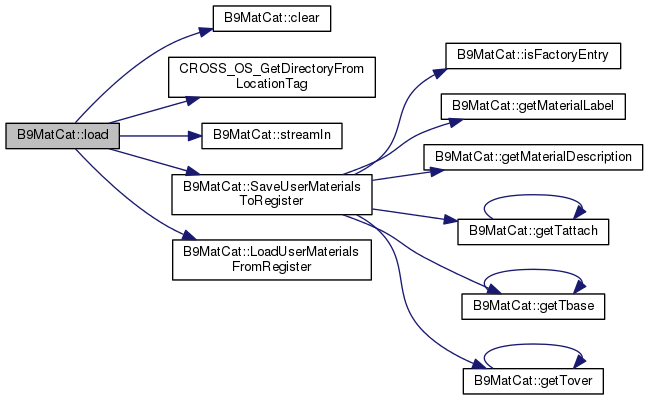 B9MatCat::load
B9MatCat::clear
CROSS_OS_GetDirectoryFrom
LocationTag
B9MatCat::streamIn
B9MatCat::SaveUserMaterials
ToRegister
B9MatCat::LoadUserMaterials
FromRegister
B9MatCat::isFactoryEntry
B9MatCat::getMaterialLabel
B9MatCat::getMaterialDescription
B9MatCat::getTattach
B9MatCat::getTbase
B9MatCat::getTover